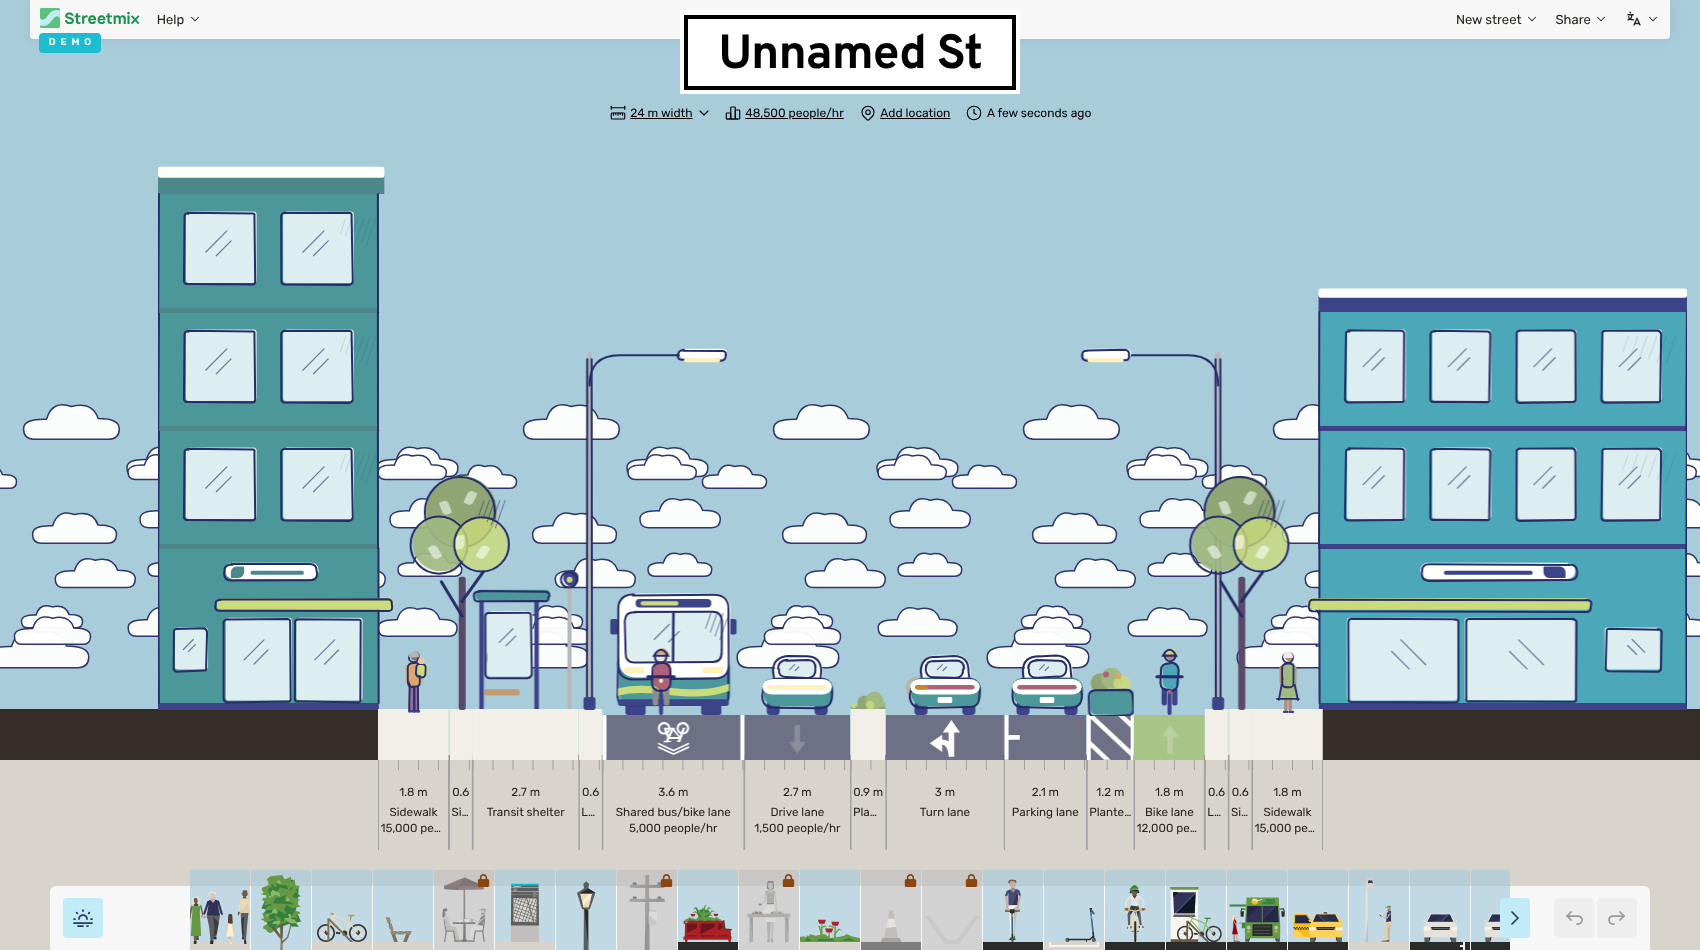 Streetmix
Help
New street
Share
DEMO
Unnamed St
24 m width
48,500 people/hr
Add location
A few seconds ago
1.8 m
0.6
2.7 m
0.6
3.6 m
2.7 m
0.9 m
3 m
2.1 m
1.2 m
1.8 m
0.6
0.6
1.8 m
Sidewalk
Si...
Transit shelter
L...
Shared bus/bike lane
Drive lane
Pla...
Turn lane
Parking lane
Plante...
Bike lane
L...
Si...
Sidewalk
15,000 pe...
5,000 people/hr
1,500 people/hr
12,000 pe...
15,000 pe...